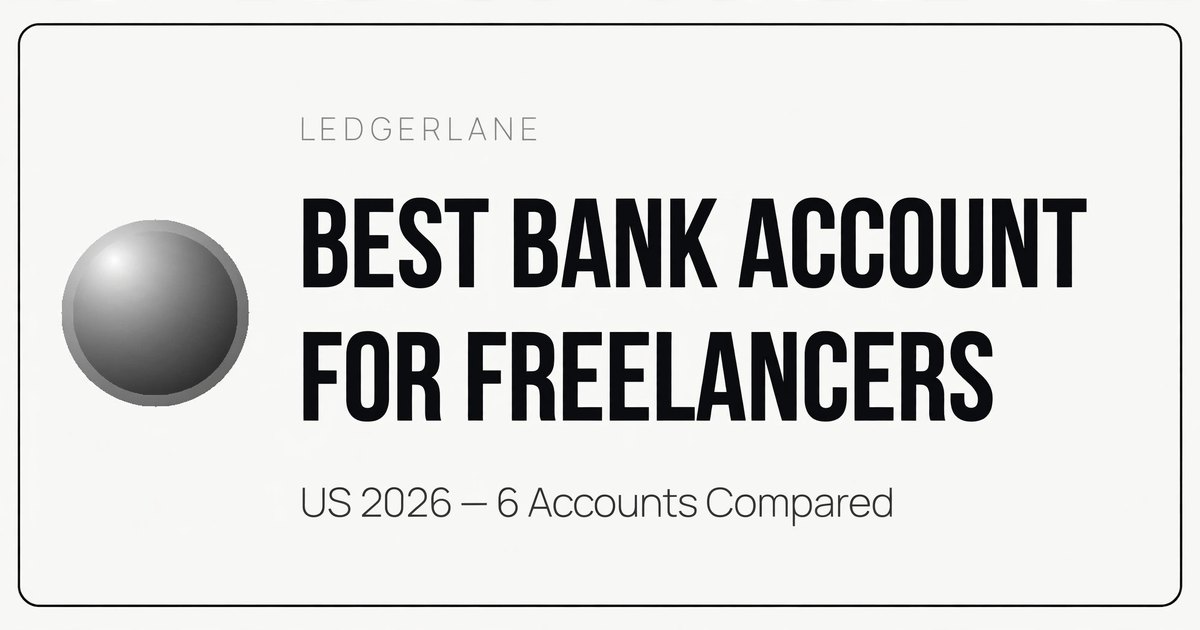 LEDGERLANE
BEST BANK ACCOUNT
FOR FREELANCERS
US 2026 — 6 Accounts Compared